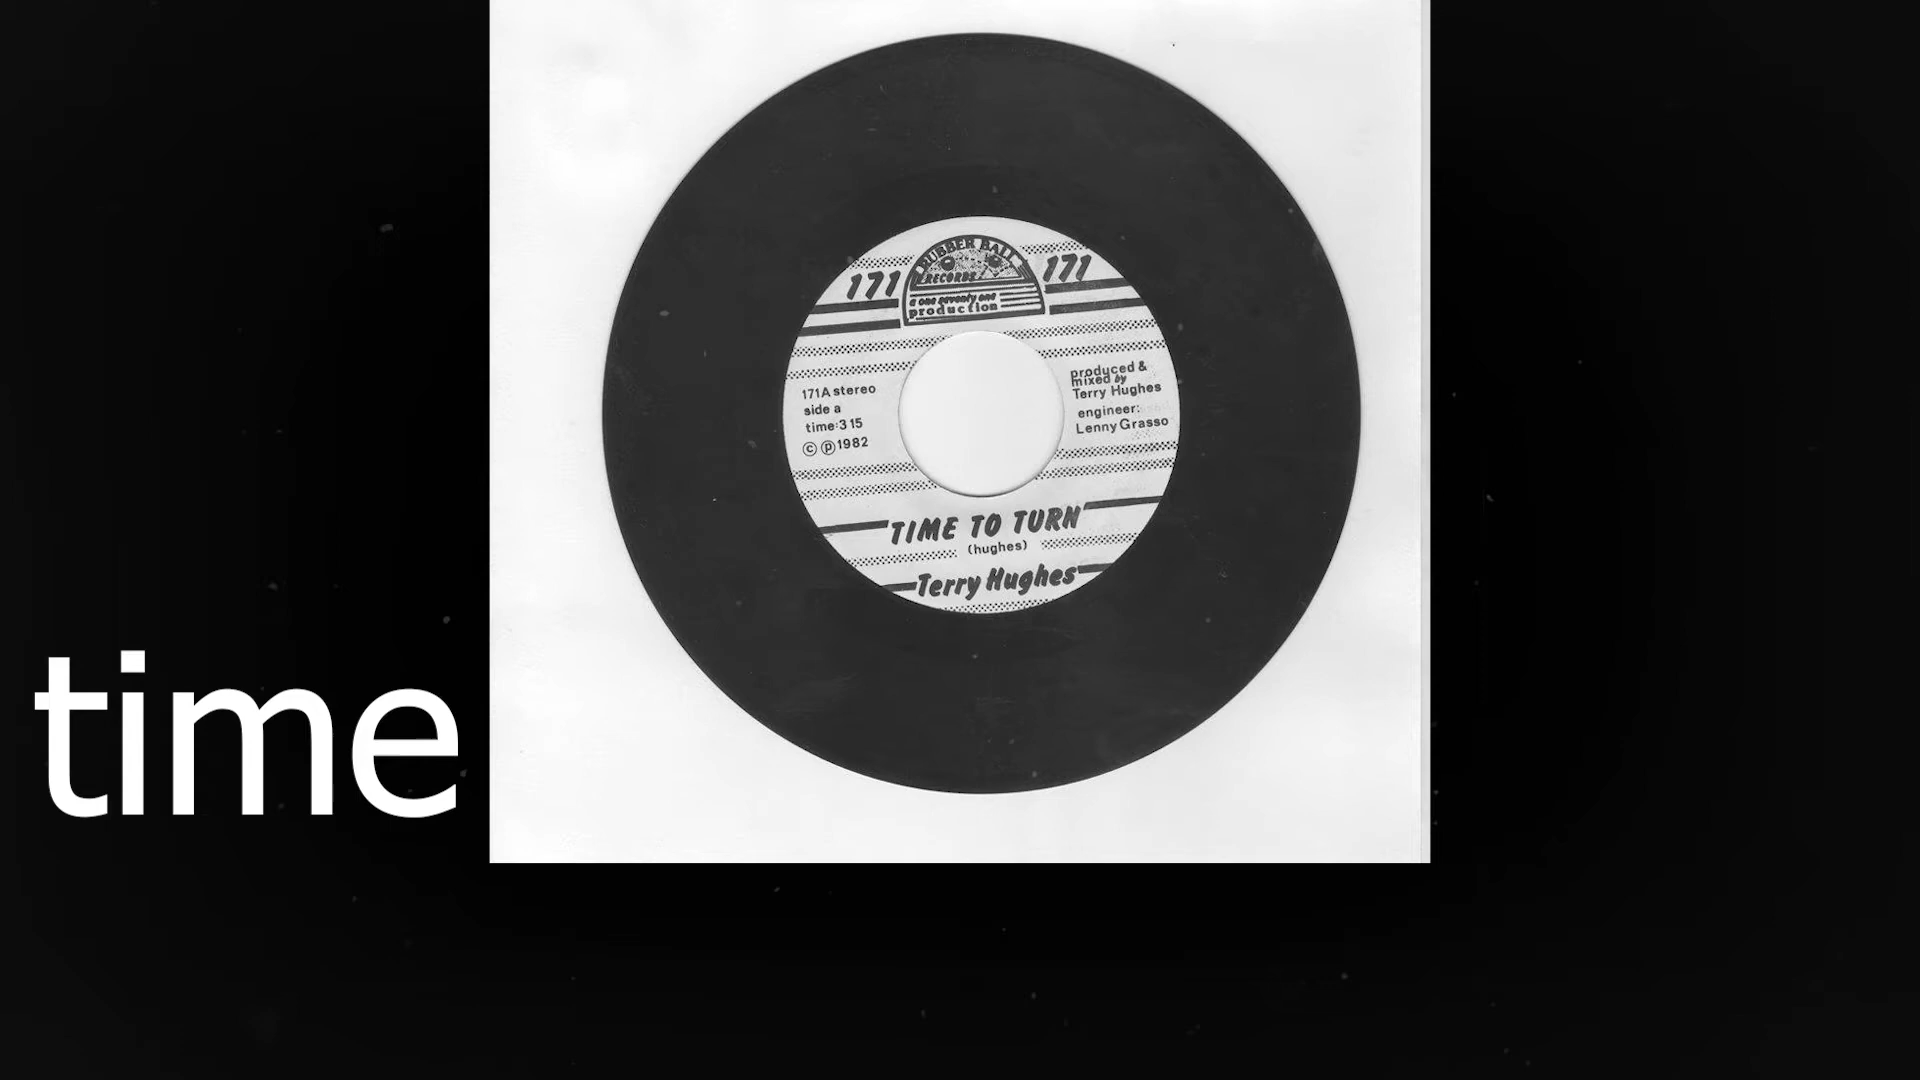 RUBBER BALL
RECORDS
171
171
a one seventy one
production
171A stereo
side a
time:3 15
© ℗ 1982
produced &
mixed by
Terry Hughes
engineer:
Lenny Grasso
TIME TO TURN
(hughes)
Terry Hughes
time